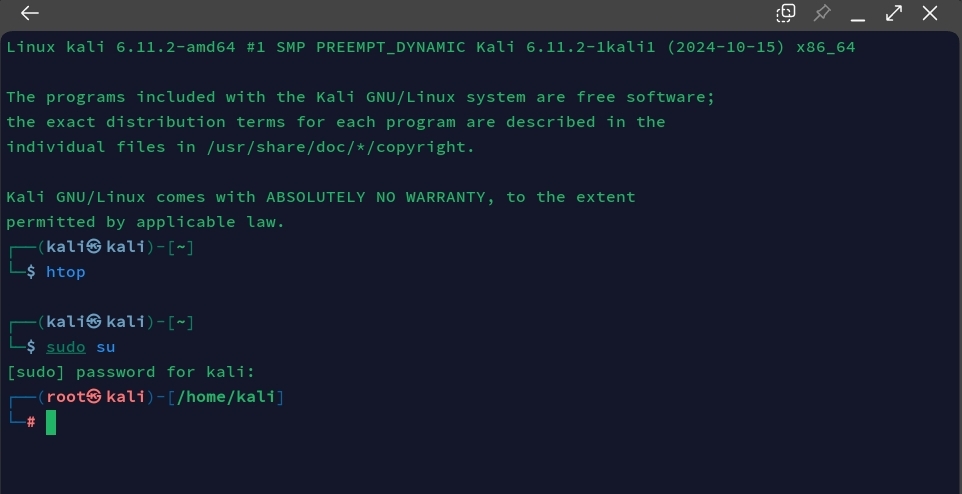 Linux kali 6.11.2-amd64 #1 SMP PREEMPT_DYNAMIC Kali 6.11.2-1kali1 (2024-10-15) x86_64
The programs included with the Kali GNU/Linux system are free software;
the exact distribution terms for each program are described in the
individual files in /usr/share/doc/*/copyright.
Kali GNU/Linux comes with ABSOLUTELY NO WARRANTY, to the extent
permitted by applicable law.
┌──(kali㉿kali)-[~]
└─$ htop
┌──(kali㉿kali)-[~]
└─$ sudo su
[sudo] password for kali:
┌──(root㉿kali)-[/home/kali]
└─#